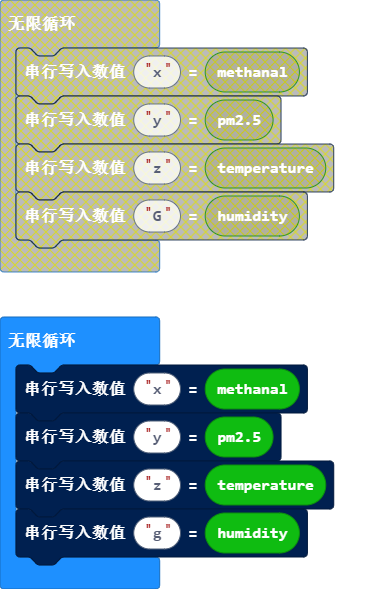 无限循环
串行写入数值 "x" = methanal
串行写入数值 "y" = pm2.5
串行写入数值 "z" = temperature
串行写入数值 "G" = humidity
无限循环
串行写入数值 "x" = methanal
串行写入数值 "y" = pm2.5
串行写入数值 "z" = temperature
串行写入数值 "g" = humidity